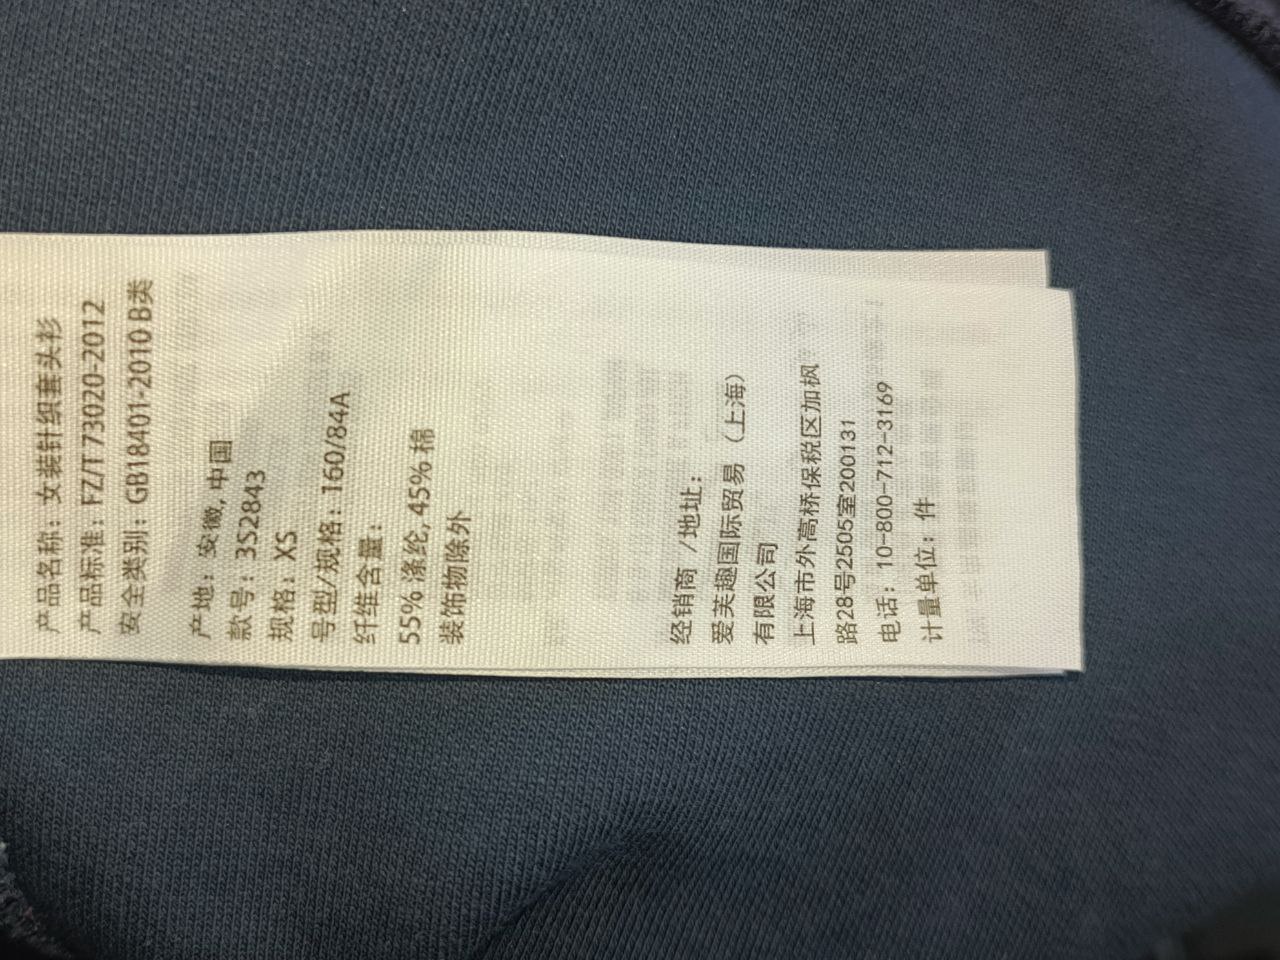 产品名称: 女装针织套头衫
产品标准: FZ/T 73020-2012
安全类别: GB18401-2010 B类
产地: 安徽, 中国
款号: 3S2843
规格: XS
号型/规格: 160/84A
纤维含量:
55% 涤纶, 45% 棉
装饰物除外
经销商 /地址:
爱芙趣国际贸易（上海）
有限公司
上海市外高桥保税区加枫
路28号2505室200131
电话: 10-800-712-3169
计量单位: 件